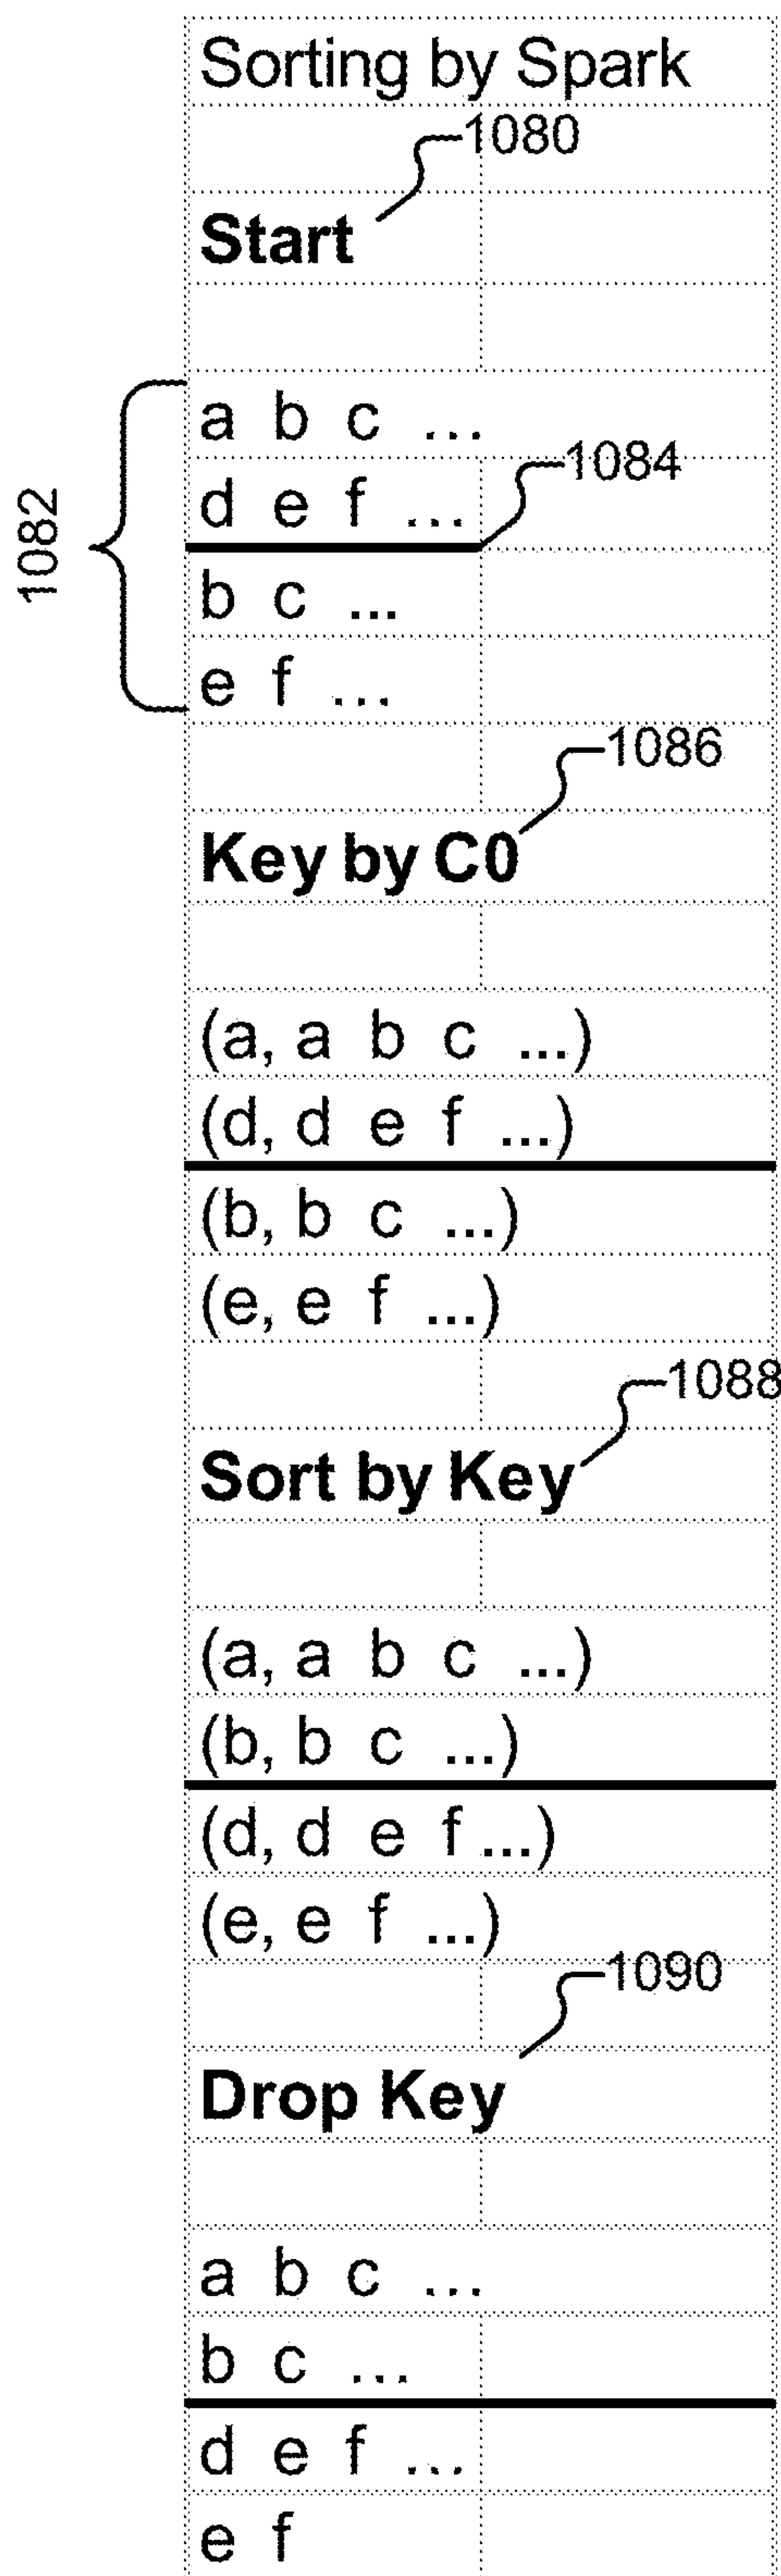 Sorting by Spark
1080
Start
a b c ...
1084
d e f ...
1082
b c ...
e f ...
1086
Key by C0
(a, a b c ...)
(d, d e f ...)
(b, b c ...)
(e, e f ...)
1088
Sort by Key
(a, a b c ...)
(b, b c ...)
(d, d e f ...)
(e, e f ...)
1090
Drop Key
a b c ...
b c ...
d e f ...
e f